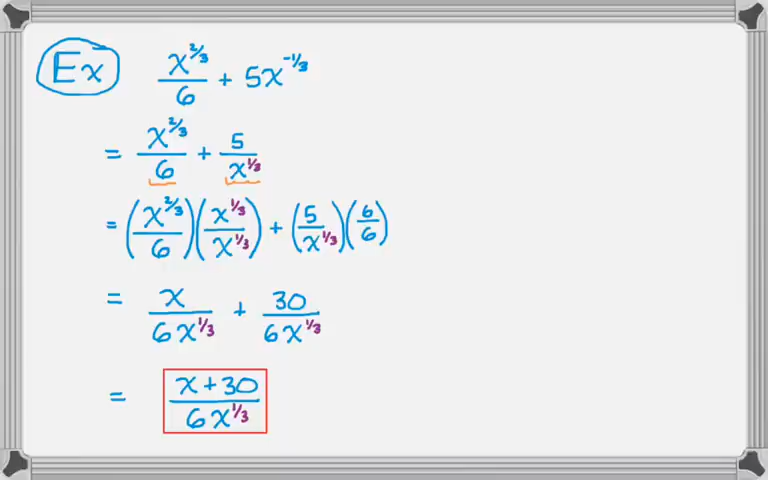 Ex x^{2/3}/6 + 5x^{-1/3}
= x^{2/3}/6 + 5/x^{1/3}
= (x^{2/3}/6)(x^{1/3}/x^{1/3}) + (5/x^{1/3})(6/6)
= x/6x^{1/3} + 30/6x^{1/3}
= x+30/6x^{1/3}